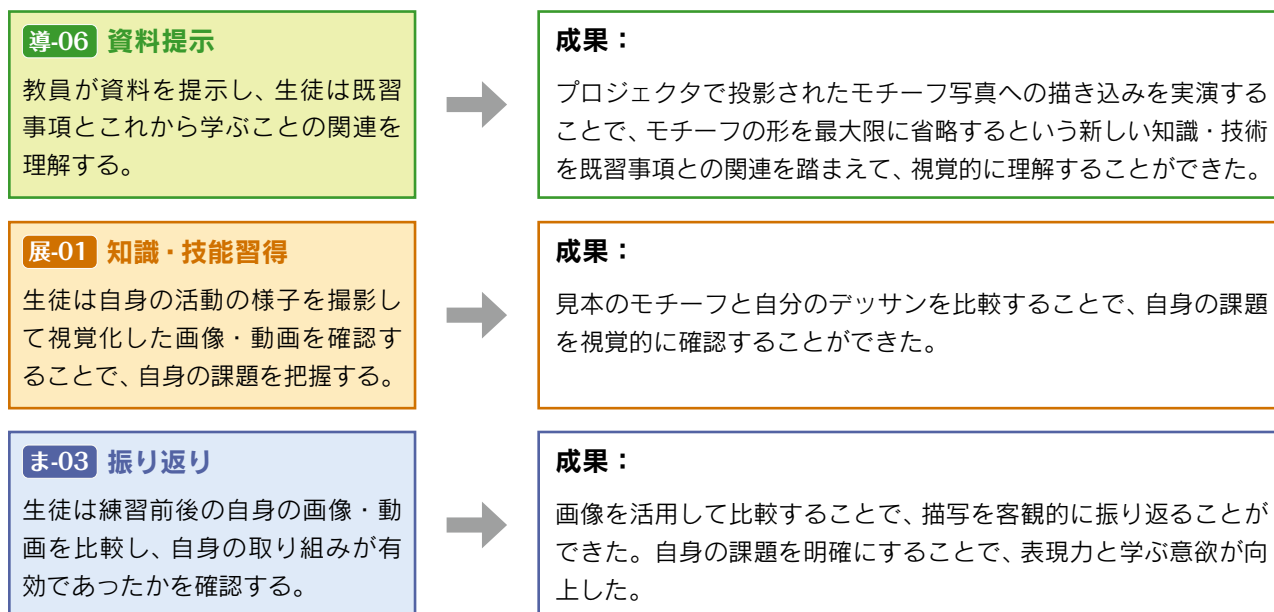 導-06 資料提示
教員が資料を提示し、生徒は既習
事項とこれから学ぶことの関連を
理解する。
成果：
プロジェクタで投影されたモチーフ写真への描き込みを実演する
ことで、モチーフの形を最大限に省略するという新しい知識・技術
を既習事項との関連を踏まえて、視覚的に理解することができた。
展-01 知識・技能習得
生徒は自身の活動の様子を撮影し
て視覚化した画像・動画を確認す
ることで、自身の課題を把握する。
成果：
見本のモチーフと自分のデッサンを比較することで、自身の課題
を視覚的に確認することができた。
ま-03 振り返り
生徒は練習前後の自身の画像・動
画を比較し、自身の取り組みが有
効であったかを確認する。
成果：
画像を活用して比較することで、描写を客観的に振り返ることが
できた。自身の課題を明確にすることで、表現力と学ぶ意欲が向
上した。